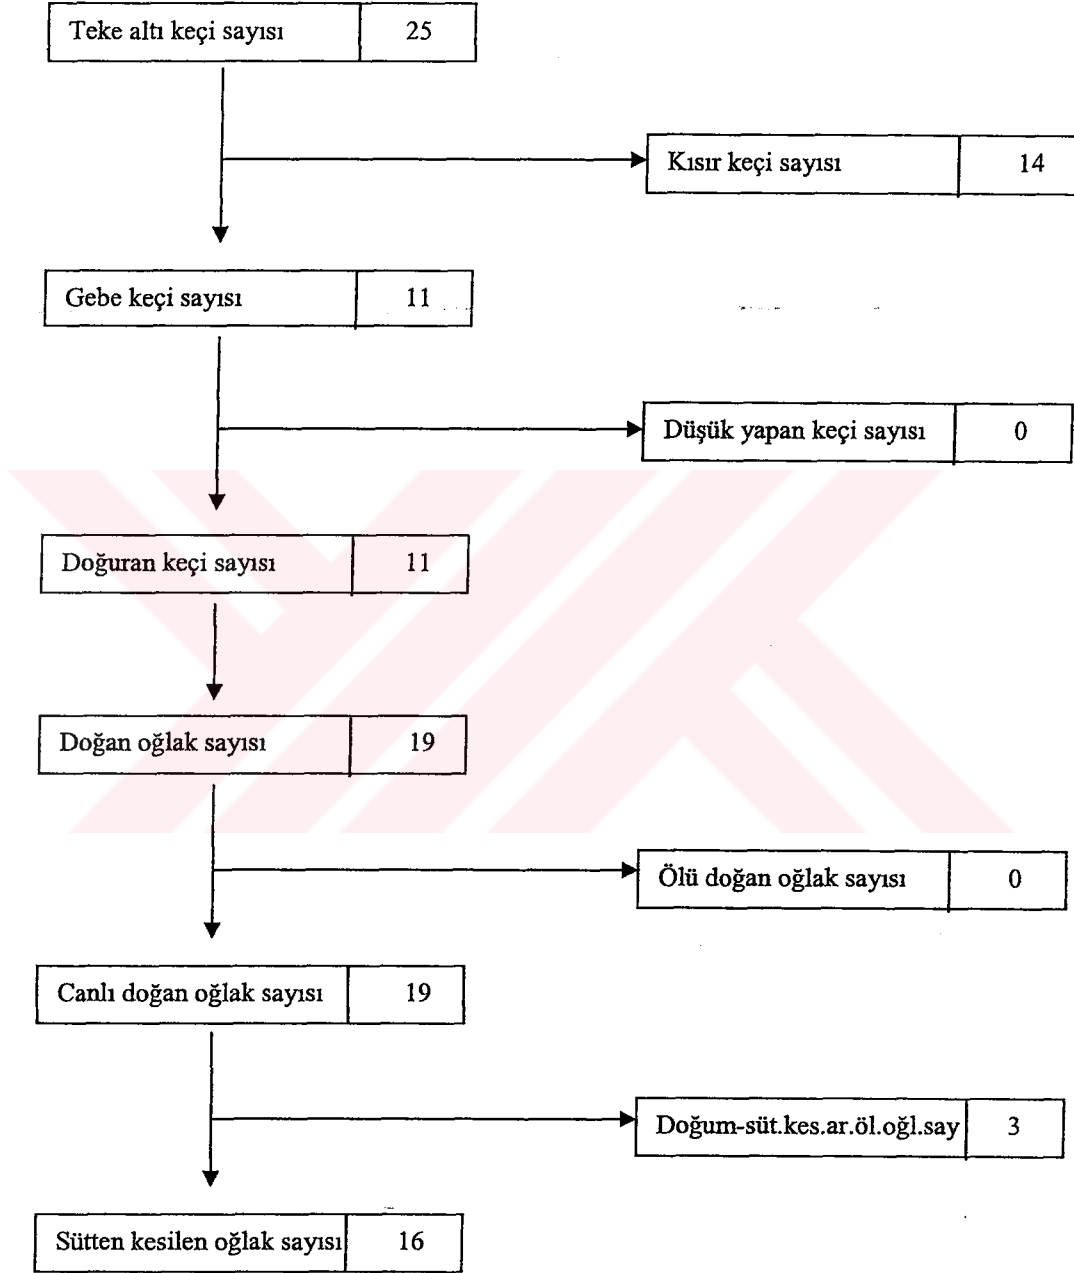 Teke altı keçi sayısı 25
Kısır keçi sayısı 14
Gebe keçi sayısı 11
Düşük yapan keçi sayısı 0
Doğuran keçi sayısı 11
Doğan oğlak sayısı 19
Ölü doğan oğlak sayısı 0
Canlı doğan oğlak sayısı 19
Doğum-süt.kes.ar.öl.oğl.say 3
Sütten kesilen oğlak sayısı 16